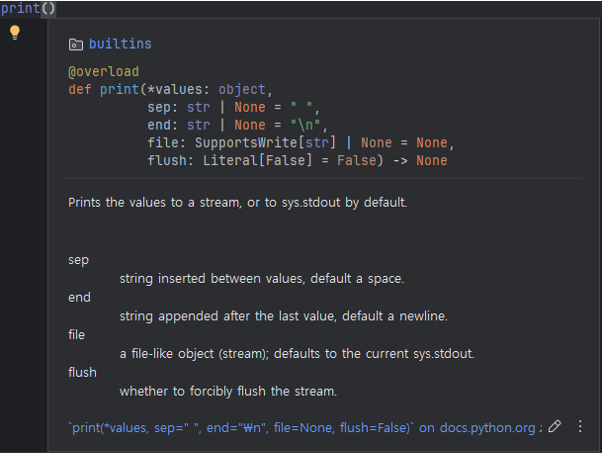 print()
builtins
@overload
def print(*values: object,
sep: str | None = " ",
end: str | None = "\n",
file: SupportsWrite[str] | None = None,
flush: Literal[False] = False) -> None
Prints the values to a stream, or to sys.stdout by default.
sep
string inserted between values, default a space.
end
string appended after the last value, default a newline.
file
a file-like object (stream); defaults to the current sys.stdout.
flush
whether to forcibly flush the stream.
`print(*values, sep=" ", end="₩n", file=None, flush=False)` on docs.python.org